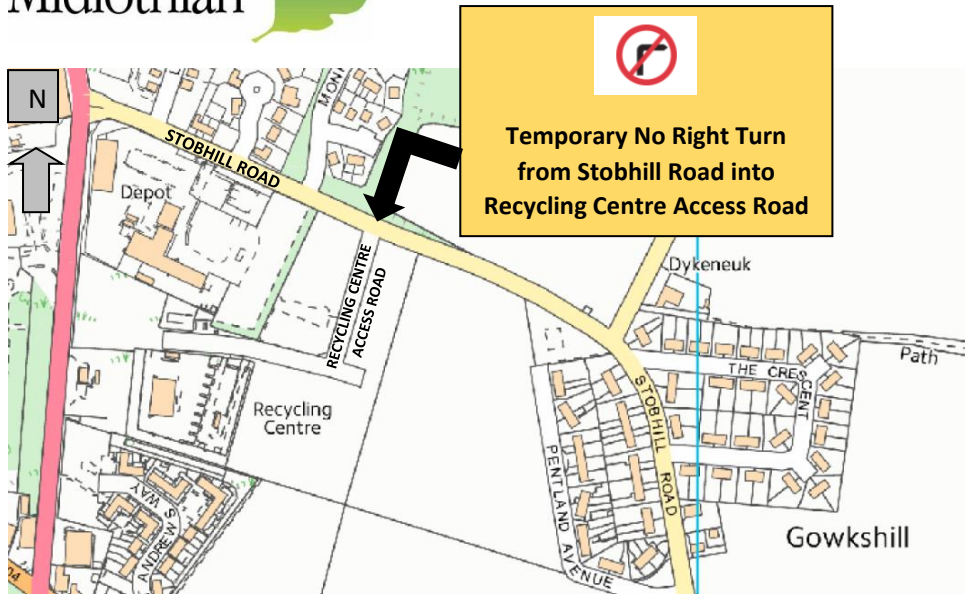 Midlothian
N
Temporary No Right Turn
from Stobhill Road into
Recycling Centre Access Road
STOBHILL ROAD
Depot
RECYCLING CENTRE
ACCESS ROAD
Dykeneuk
Path
THE CRESCENT
STOBHILL ROAD
Recycling
Centre
PENTLAND AVENUE
ANDREW S WAY
Gowkshill
04